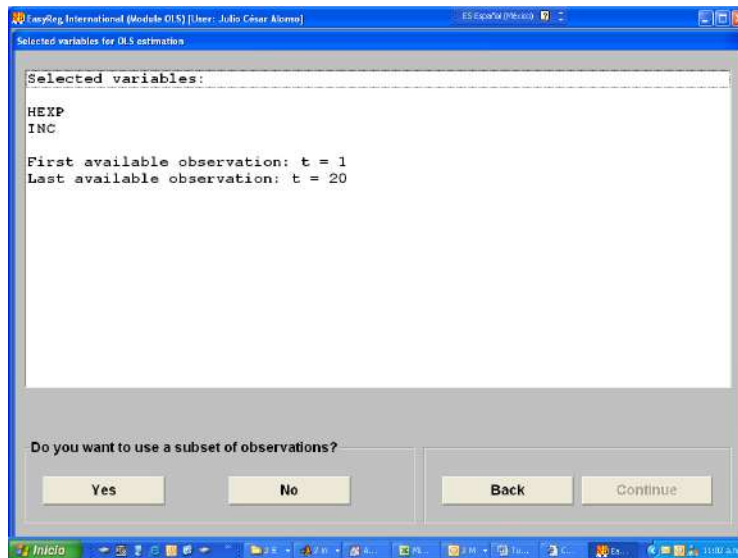 EasyReg International (Module OLS) [User: Julio César Alonso]
ES Español (México)
Selected variables for OLS estimation
Selected variables:
HEXP
INC
First available observation: t = 1
Last available observation: t = 20
Do you want to use a subset of observations?
Yes
No
Back
Continue
Inicio